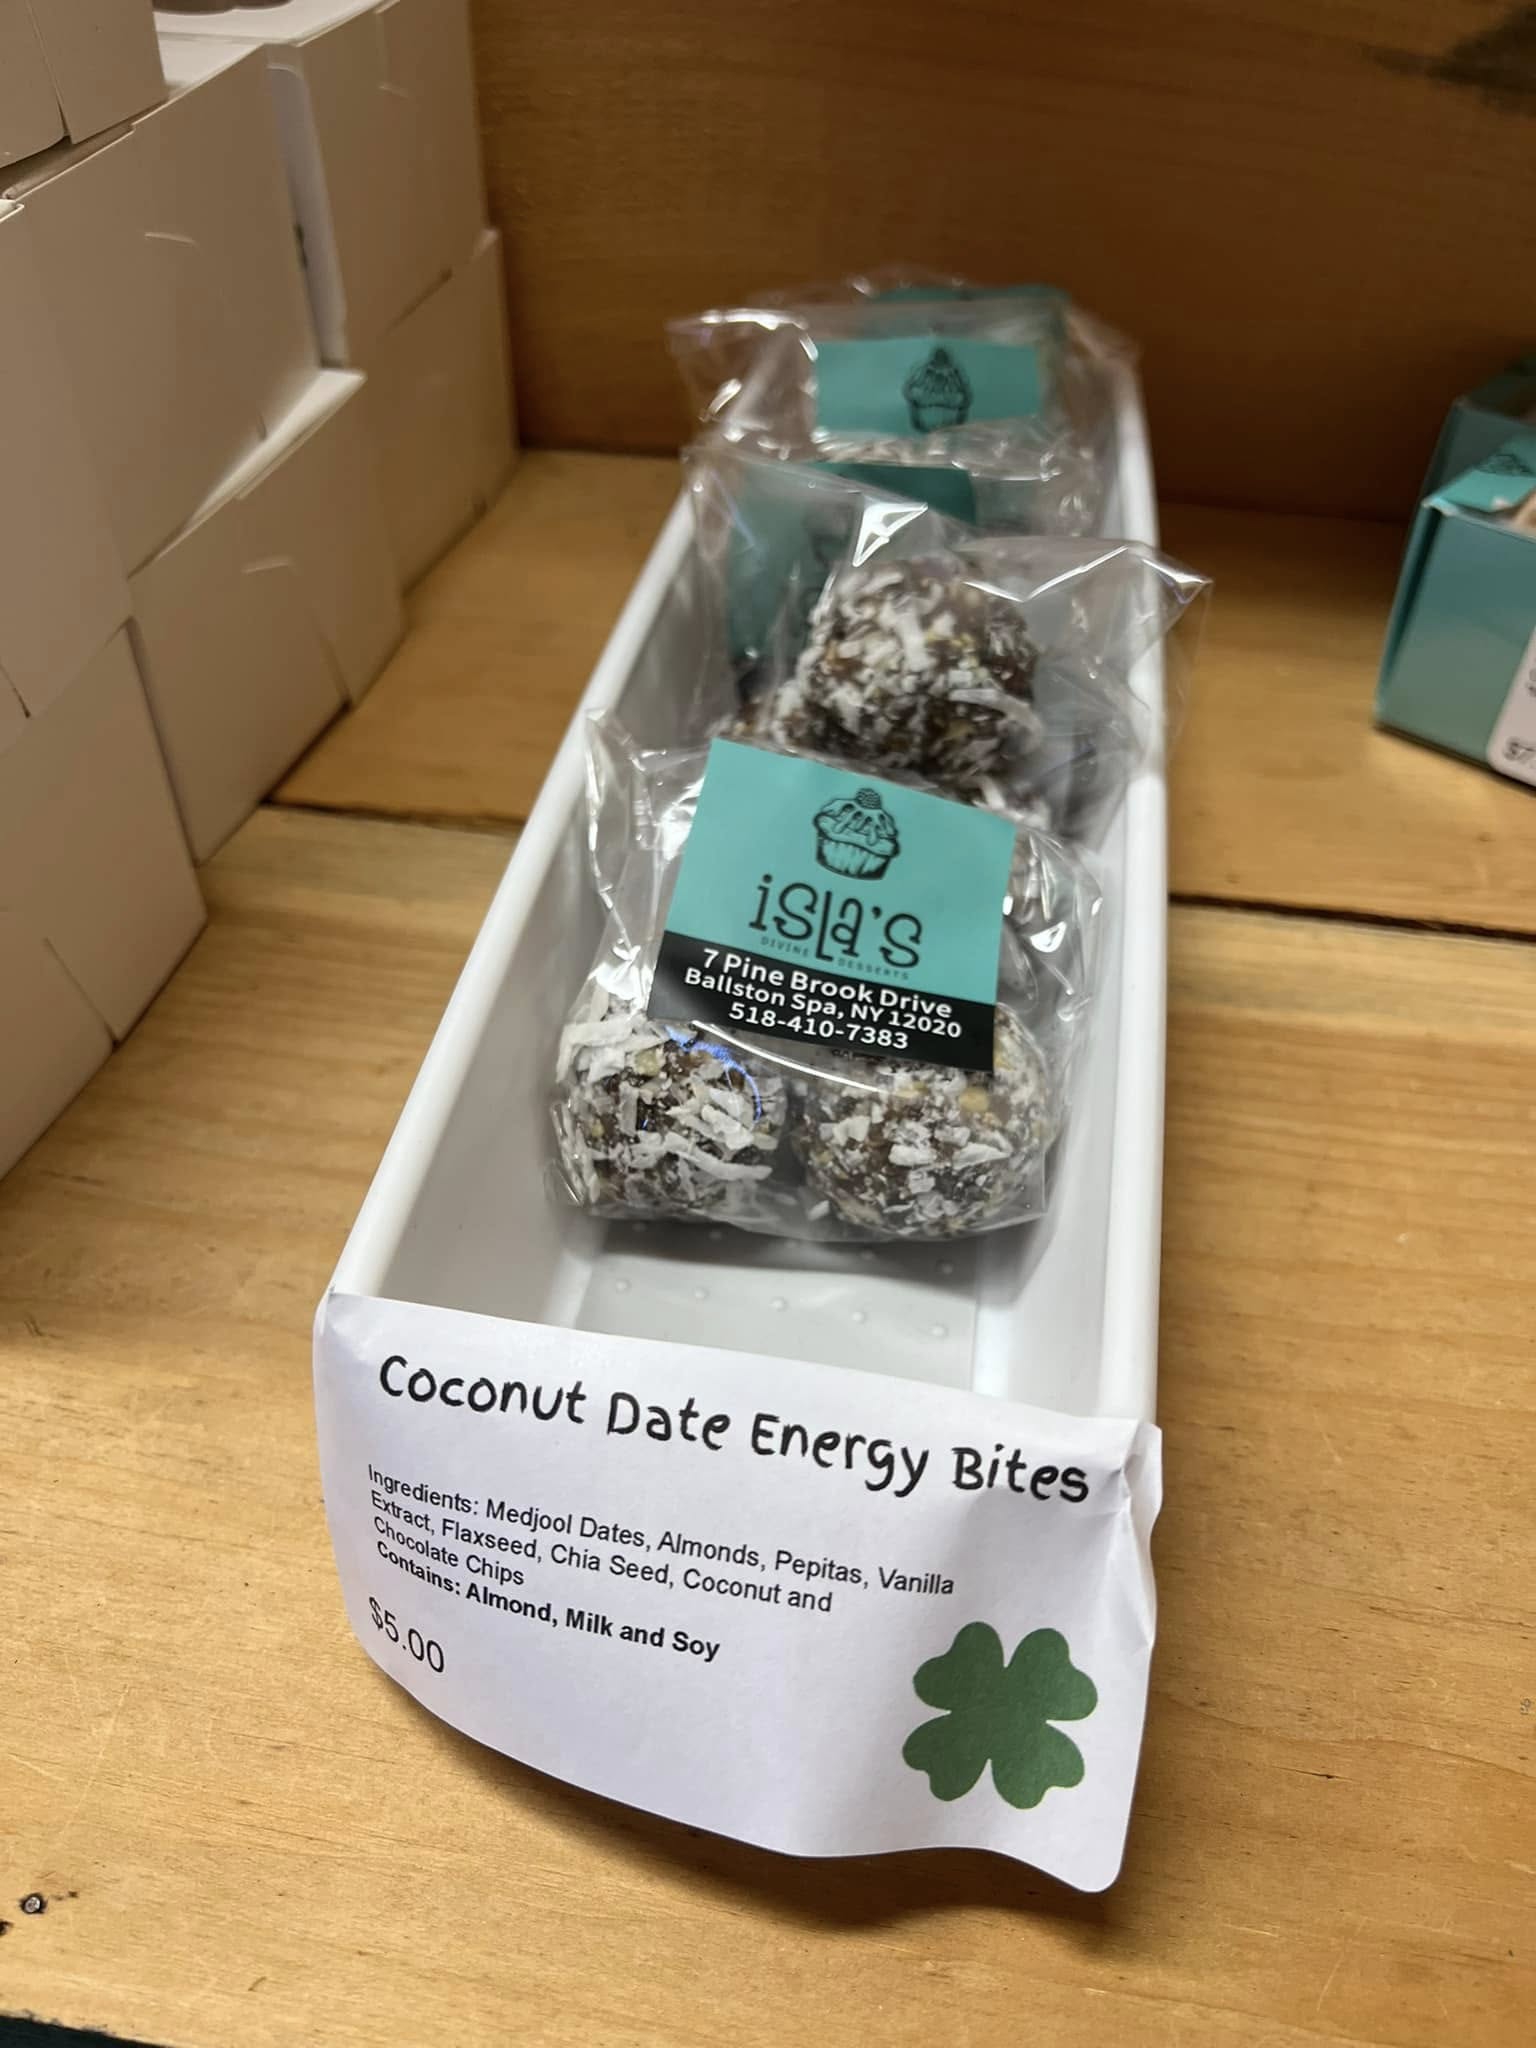 isla's
DIVINE DESSERTS
7 Pine Brook Drive
Ballston Spa, NY 12020
518-410-7383
Coconut Date Energy Bites
Ingredients: Medjool Dates, Almonds, Pepitas, Vanilla
Extract, Flaxseed, Chia Seed, Coconut and
Chocolate Chips
Contains: Almond, Milk and Soy
$5.00